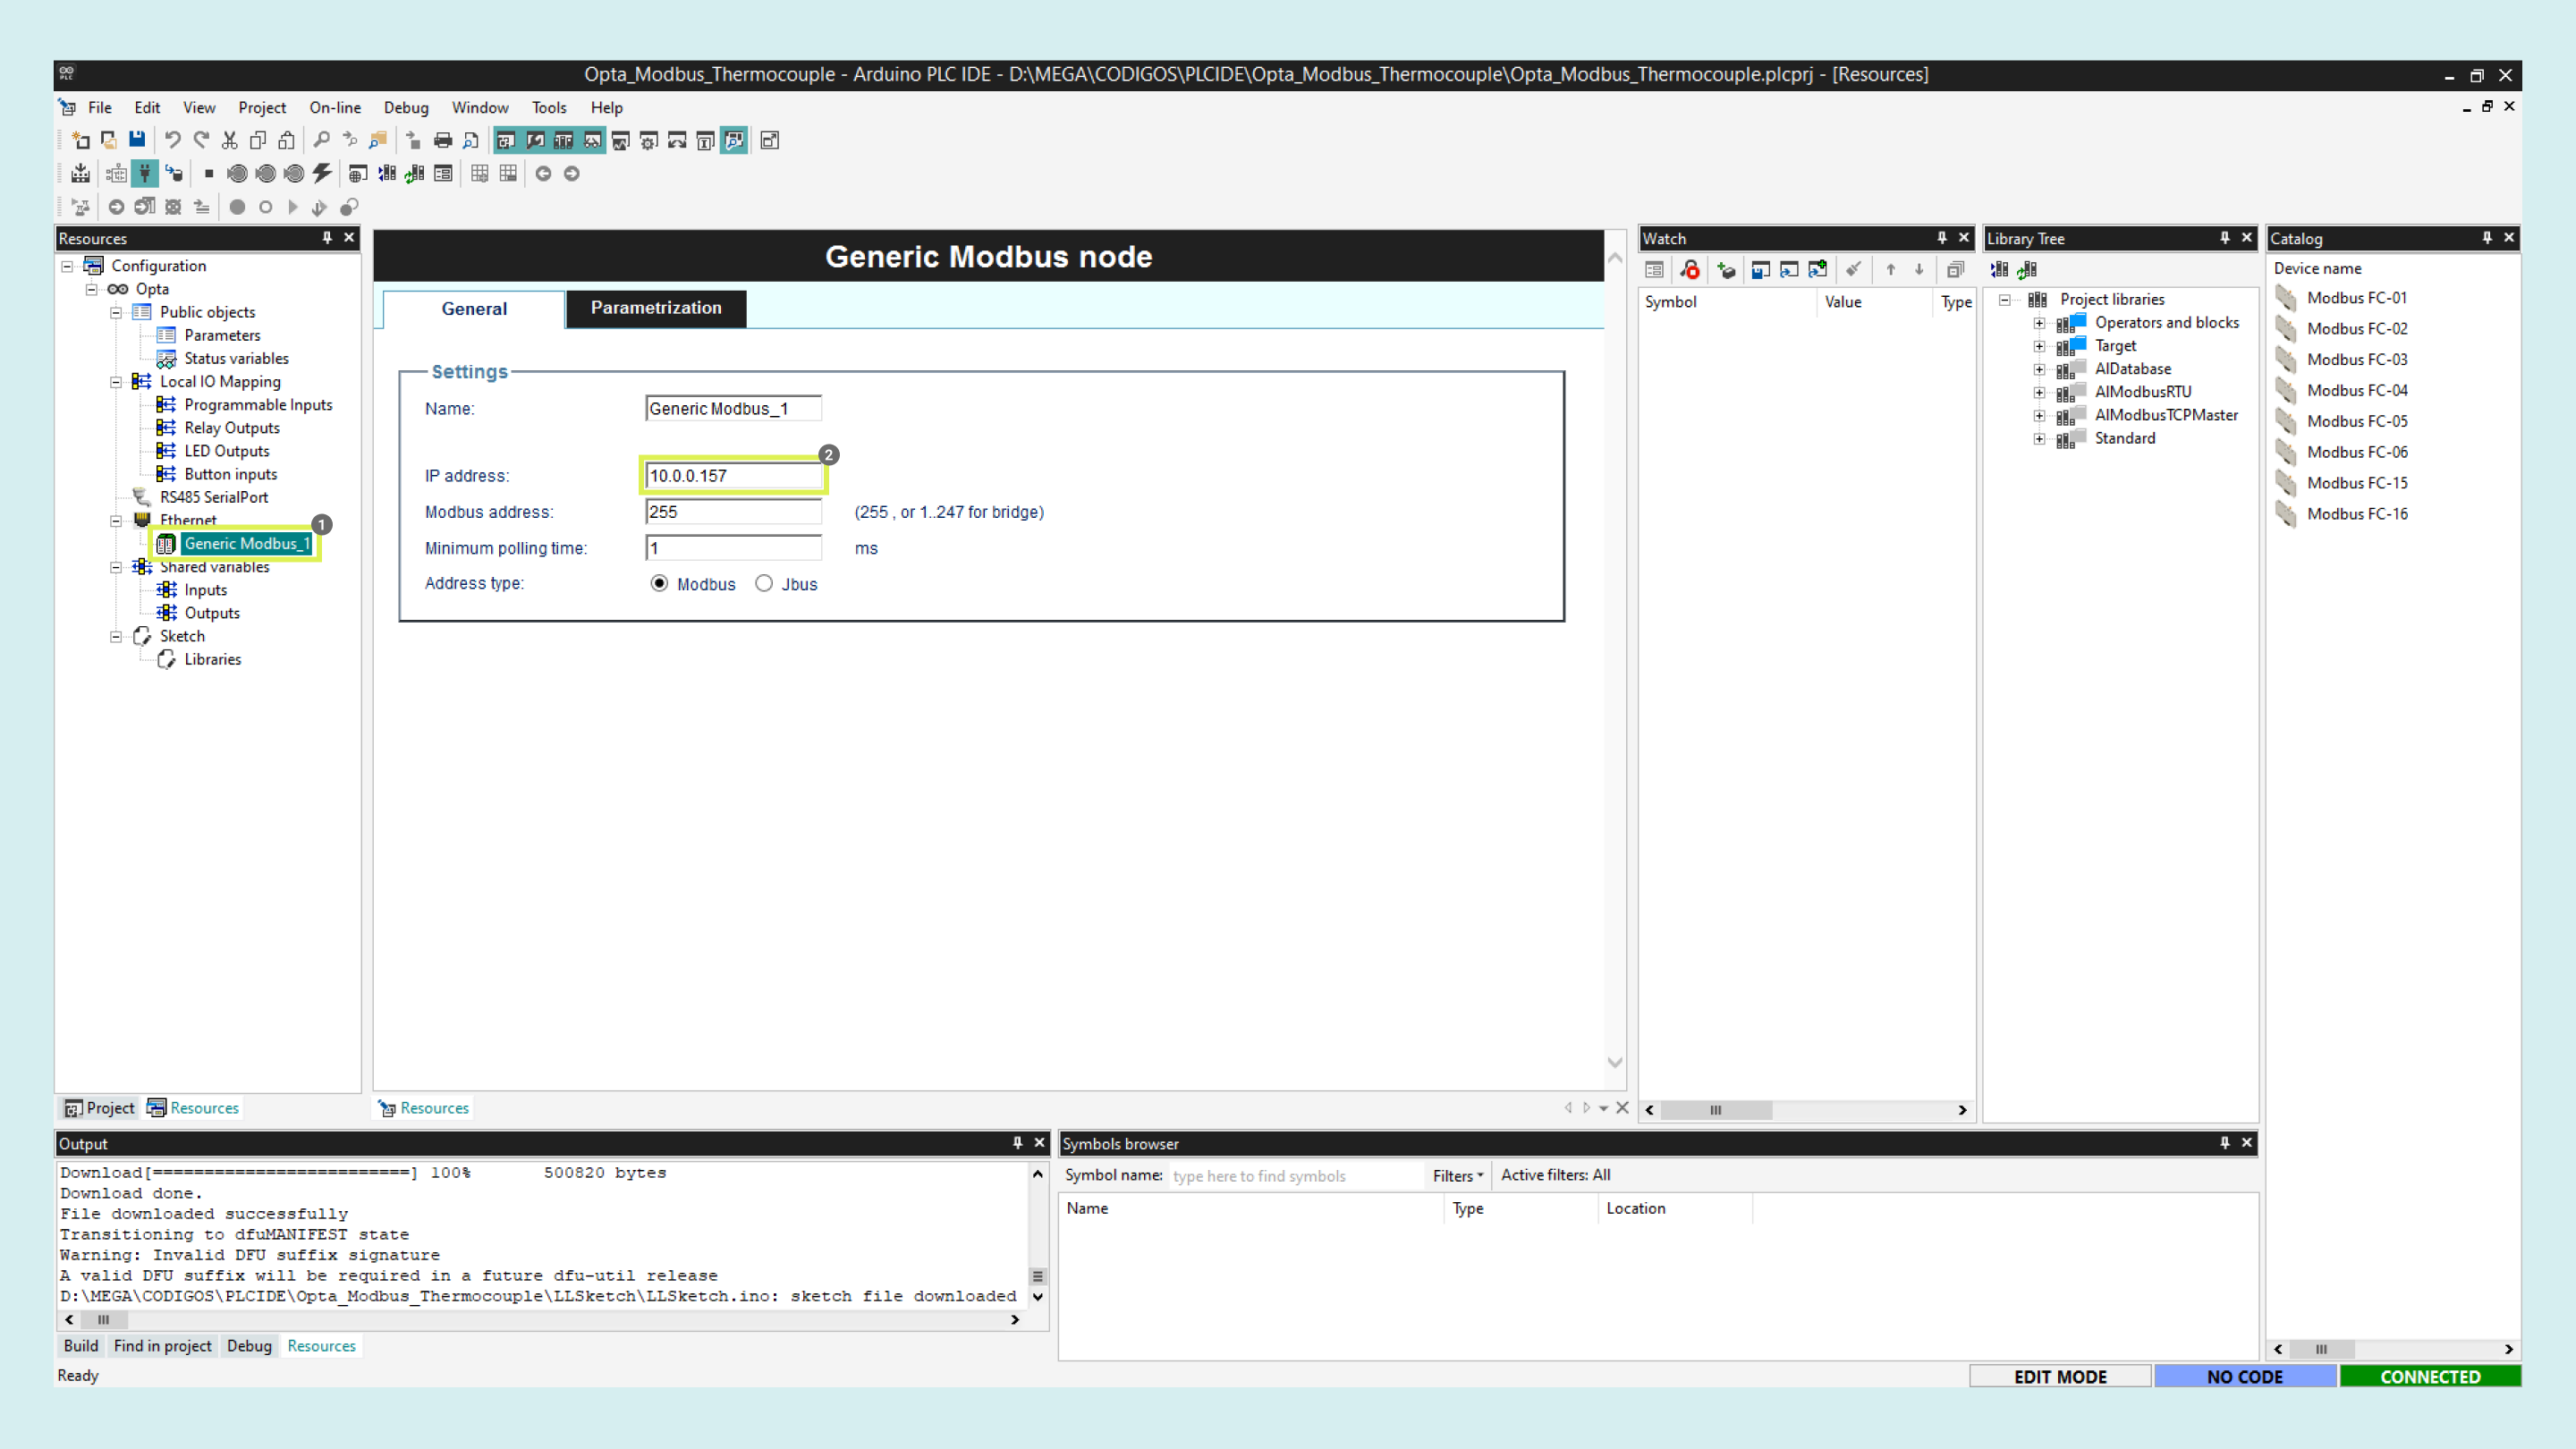 Opta_Modbus_Thermocouple - Arduino PLC IDE - D:\MEGA\CODIGOS\PLCIDE\Opta_Modbus_Thermocouple\Opta_Modbus_Thermocouple.plcprj - [Resources]
File Edit View Project On-line Debug Window Tools Help
Resources
Configuration
Opta
Public objects
Parameters
Status variables
Local IO Mapping
Programmable Inputs
Relay Outputs
LED Outputs
Button inputs
RS485 SerialPort
Ethernet
1
Generic Modbus_1
Shared variables
Inputs
Outputs
Sketch
Libraries
Project Resources
Generic Modbus node
General Parametrization
Settings
Name: Generic Modbus_1
2
IP address: 10.0.0.157
Modbus address: 255 (255 , or 1..247 for bridge)
Minimum polling time: 1 ms
Address type: Modbus Jbus
Resources
Watch
Symbol Value Type
Library Tree
Project libraries
Operators and blocks
Target
AlDatabase
AlModbusRTU
AlModbusTCPMaster
Standard
Catalog
Device name
Modbus FC-01
Modbus FC-02
Modbus FC-03
Modbus FC-04
Modbus FC-05
Modbus FC-06
Modbus FC-15
Modbus FC-16
Output
Download[=========================] 100% 500820 bytes
Download done.
File downloaded successfully
Transitioning to dfuMANIFEST state
Warning: Invalid DFU suffix signature
A valid DFU suffix will be required in a future dfu-util release
D:\MEGA\CODIGOS\PLCIDE\Opta_Modbus_Thermocouple\LLSketch\LLSketch.ino: sketch file downloaded
Build Find in project Debug Resources
Symbols browser
Symbol name: type here to find symbols Filters Active filters: All
Name Type Location
Ready
EDIT MODE NO CODE CONNECTED